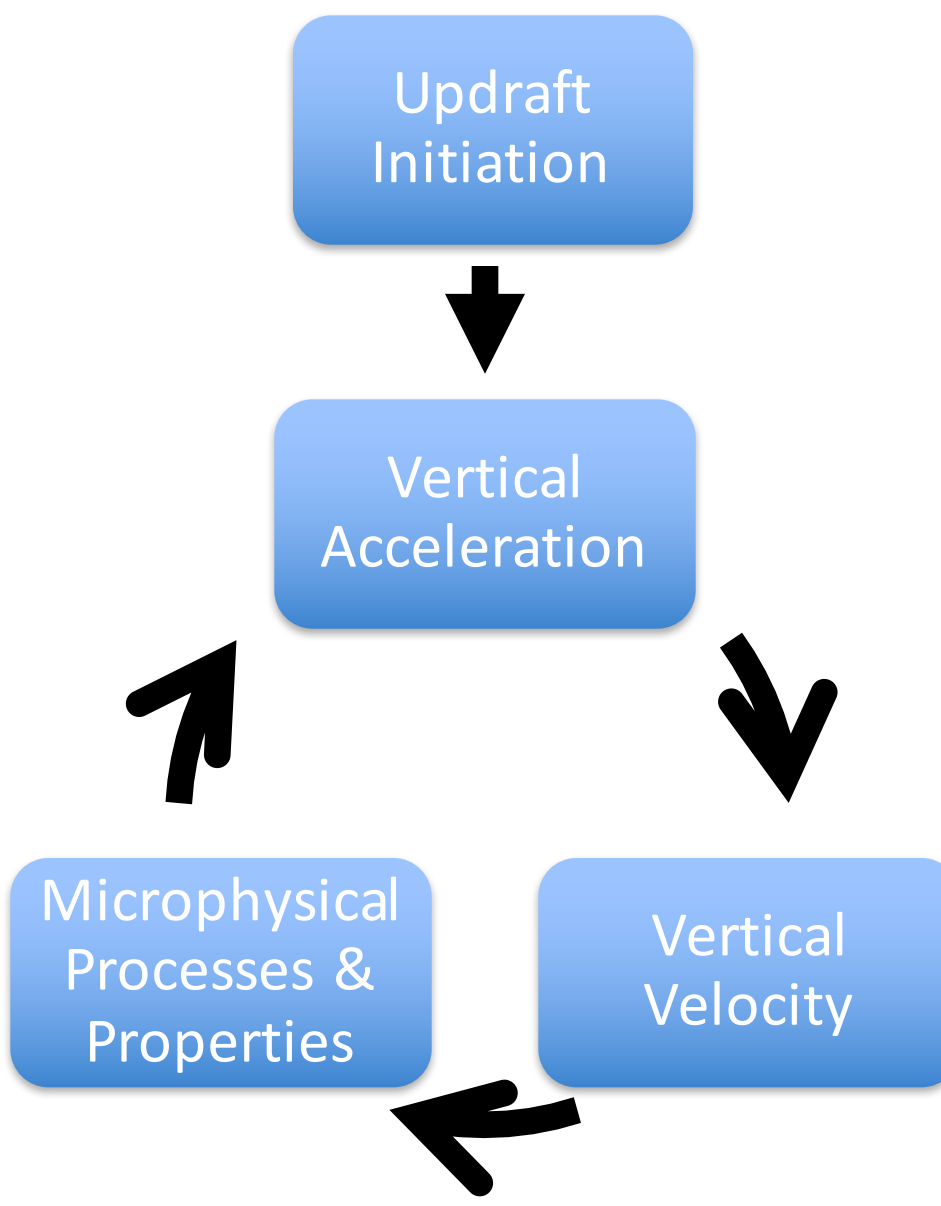 Updraft
Initiation
Vertical
Acceleration
Microphysical
Processes &
Properties
Vertical
Velocity